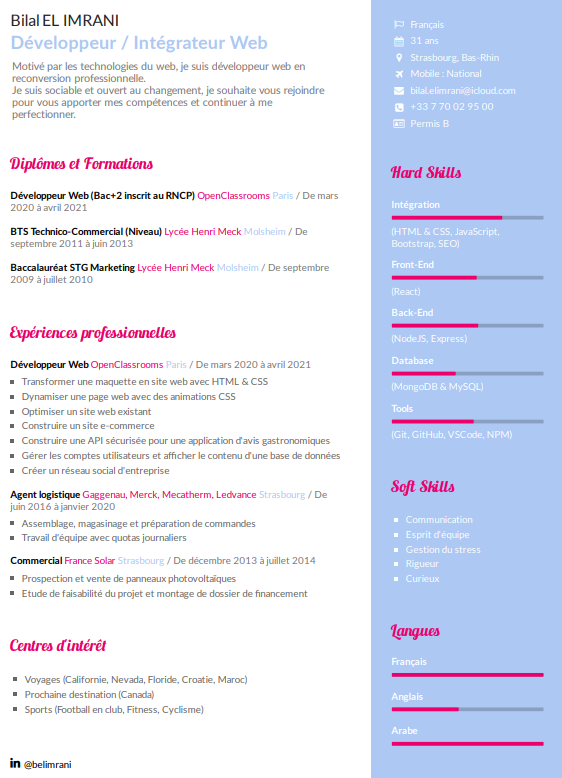 Bilal EL IMRANI
Développeur / Intégrateur Web
Motivé par les technologies du web, je suis développeur web en
reconversion professionelle.
Je suis sociable et ouvert au changement, je souhaite vous rejoindre
pour vous apporter mes compétences et continuer à me
perfectionner.
Diplômes et Formations
Développeur Web (Bac+2 inscrit au RNCP) OpenClassrooms Paris / De mars
2020 à avril 2021
BTS Technico-Commercial (Niveau) Lycée Henri Meck Molsheim / De
septembre 2011 à juin 2013
Baccalauréat STG Marketing Lycée Henri Meck Molsheim / De septembre
2009 à juillet 2010
Expériences professionnelles
Développeur Web OpenClassrooms Paris / De mars 2020 à avril 2021
Transformer une maquette en site web avec HTML & CSS
Dynamiser une page web avec des animations CSS
Optimiser un site web existant
Construire un site e-commerce
Construire une API sécurisée pour une application d'avis gastronomiques
Gérer les comptes utilisateurs et afficher le contenu d'une base de données
Créer un réseau social d'entreprise
Agent logistique Gaggenau, Merck, Mecatherm, Ledvance Strasbourg / De
juin 2016 à janvier 2020
Assemblage, magasinage et préparation de commandes
Travail d'équipe avec quotas journaliers
Commercial France Solar Strasbourg / De décembre 2013 à juillet 2014
Prospection et vente de panneaux photovoltaïques
Etude de faisabilité du projet et montage de dossier de financement
Centres d'intérêt
Voyages (Californie, Nevada, Floride, Croatie, Maroc)
Prochaine destination (Canada)
Sports (Football en club, Fitness, Cyclisme)
@belimrani
Français
31 ans
Strasbourg, Bas-Rhin
Mobile : National
bilal.elimrani@icloud.com
+33 7 70 02 95 00
Permis B
Hard Skills
Intégration
(HTML & CSS, JavaScript,
Bootstrap, SEO)
Front-End
(React)
Back-End
(NodeJS, Express)
Database
(MongoDB & MySQL)
Tools
(Git, GitHub, VSCode, NPM)
Soft Skills
Communication
Esprit d'équipe
Gestion du stress
Rigueur
Curieux
Langues
Français
Anglais
Arabe